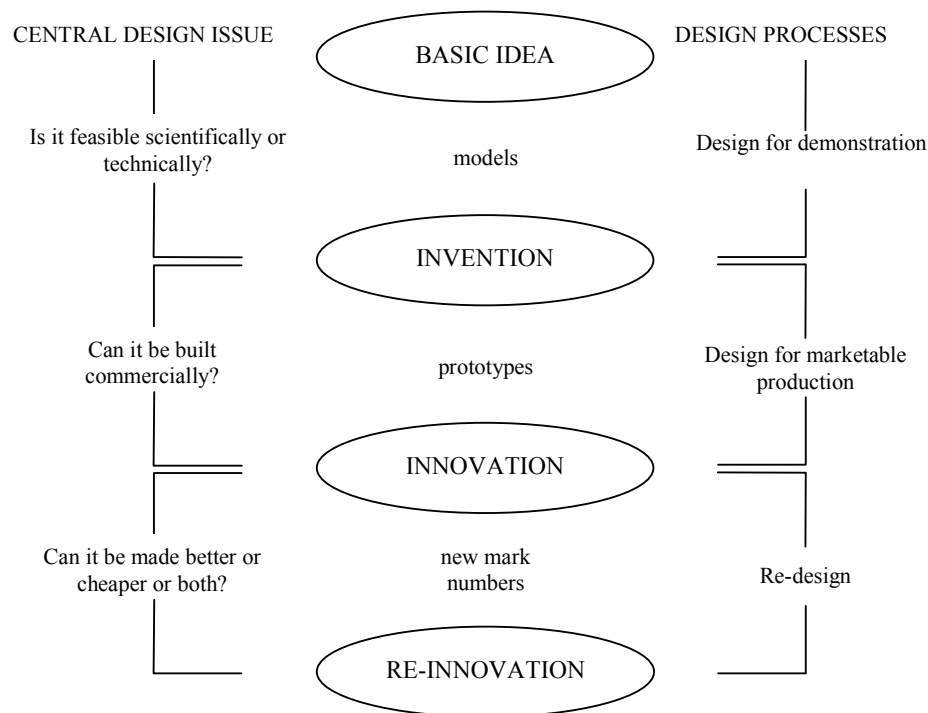 CENTRAL DESIGN ISSUE
BASIC IDEA
DESIGN PROCESSES
Is it feasible scientifically or
technically?
models
Design for demonstration
INVENTION
Can it be built
commercially?
prototypes
Design for marketable
production
INNOVATION
Can it be made better or
cheaper or both?
new mark
numbers
Re-design
RE-INNOVATION